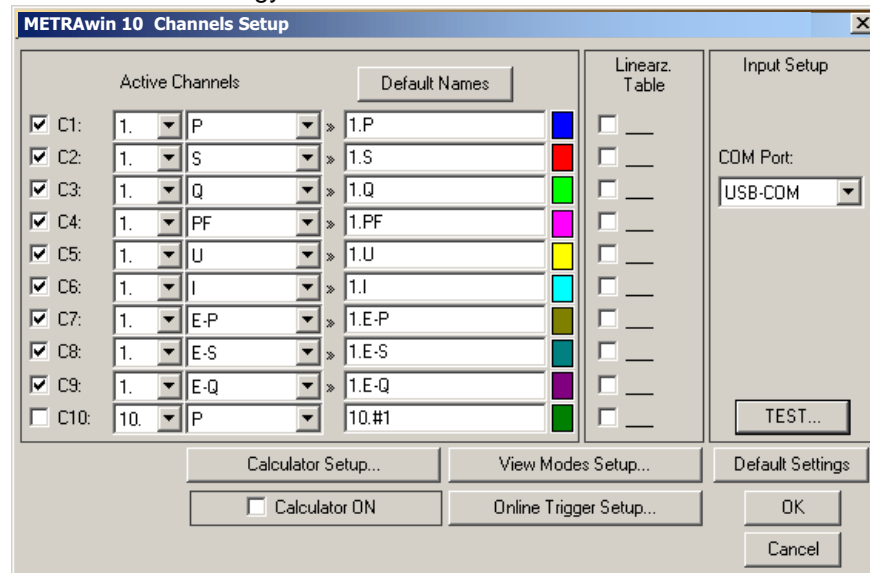 METRAwin 10 Channels Setup
Active Channels
Default Names
Linearz.
Table
Input Setup
C1: 1. P » 1.P
C2: 1. S » 1.S
C3: 1. Q » 1.Q
C4: 1. PF » 1.PF
C5: 1. U » 1.U
C6: 1. I » 1.I
C7: 1. E-P » 1.E-P
C8: 1. E-S » 1.E-S
C9: 1. E-Q » 1.E-Q
C10: 10. P 10.#1
COM Port:
USB-COM
TEST...
Calculator Setup...
View Modes Setup...
Default Settings
Calculator ON
Online Trigger Setup...
OK
Cancel